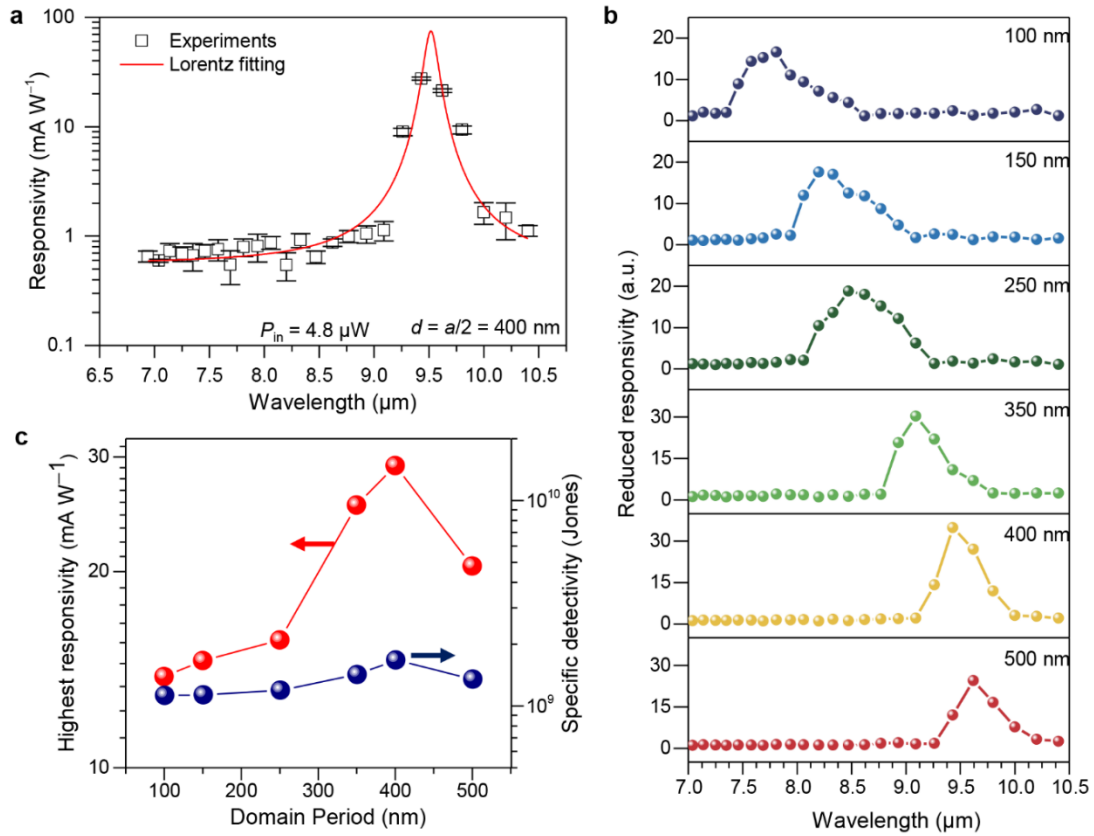 a
100
10
1
0.1
Responsivity (mA W⁻¹)
Experiments
Lorentz fitting
P_in = 4.8 μW
d = a/2 = 400 nm
6.5 7.0 7.5 8.0 8.5 9.0 9.5 10.0 10.5
Wavelength (μm)
b
Reduced responsivity (a.u.)
100 nm
20
10
0
150 nm
20
10
0
250 nm
20
10
0
350 nm
30
15
0
400 nm
30
15
0
500 nm
30
15
0
7.0 7.5 8.0 8.5 9.0 9.5 10.0 10.5
Wavelength (μm)
c
30
20
10
Highest responsivity (mA W⁻¹)
10¹⁰
10⁹
Specific detectivity (Jones)
100 200 300 400 500
Domain Period (nm)